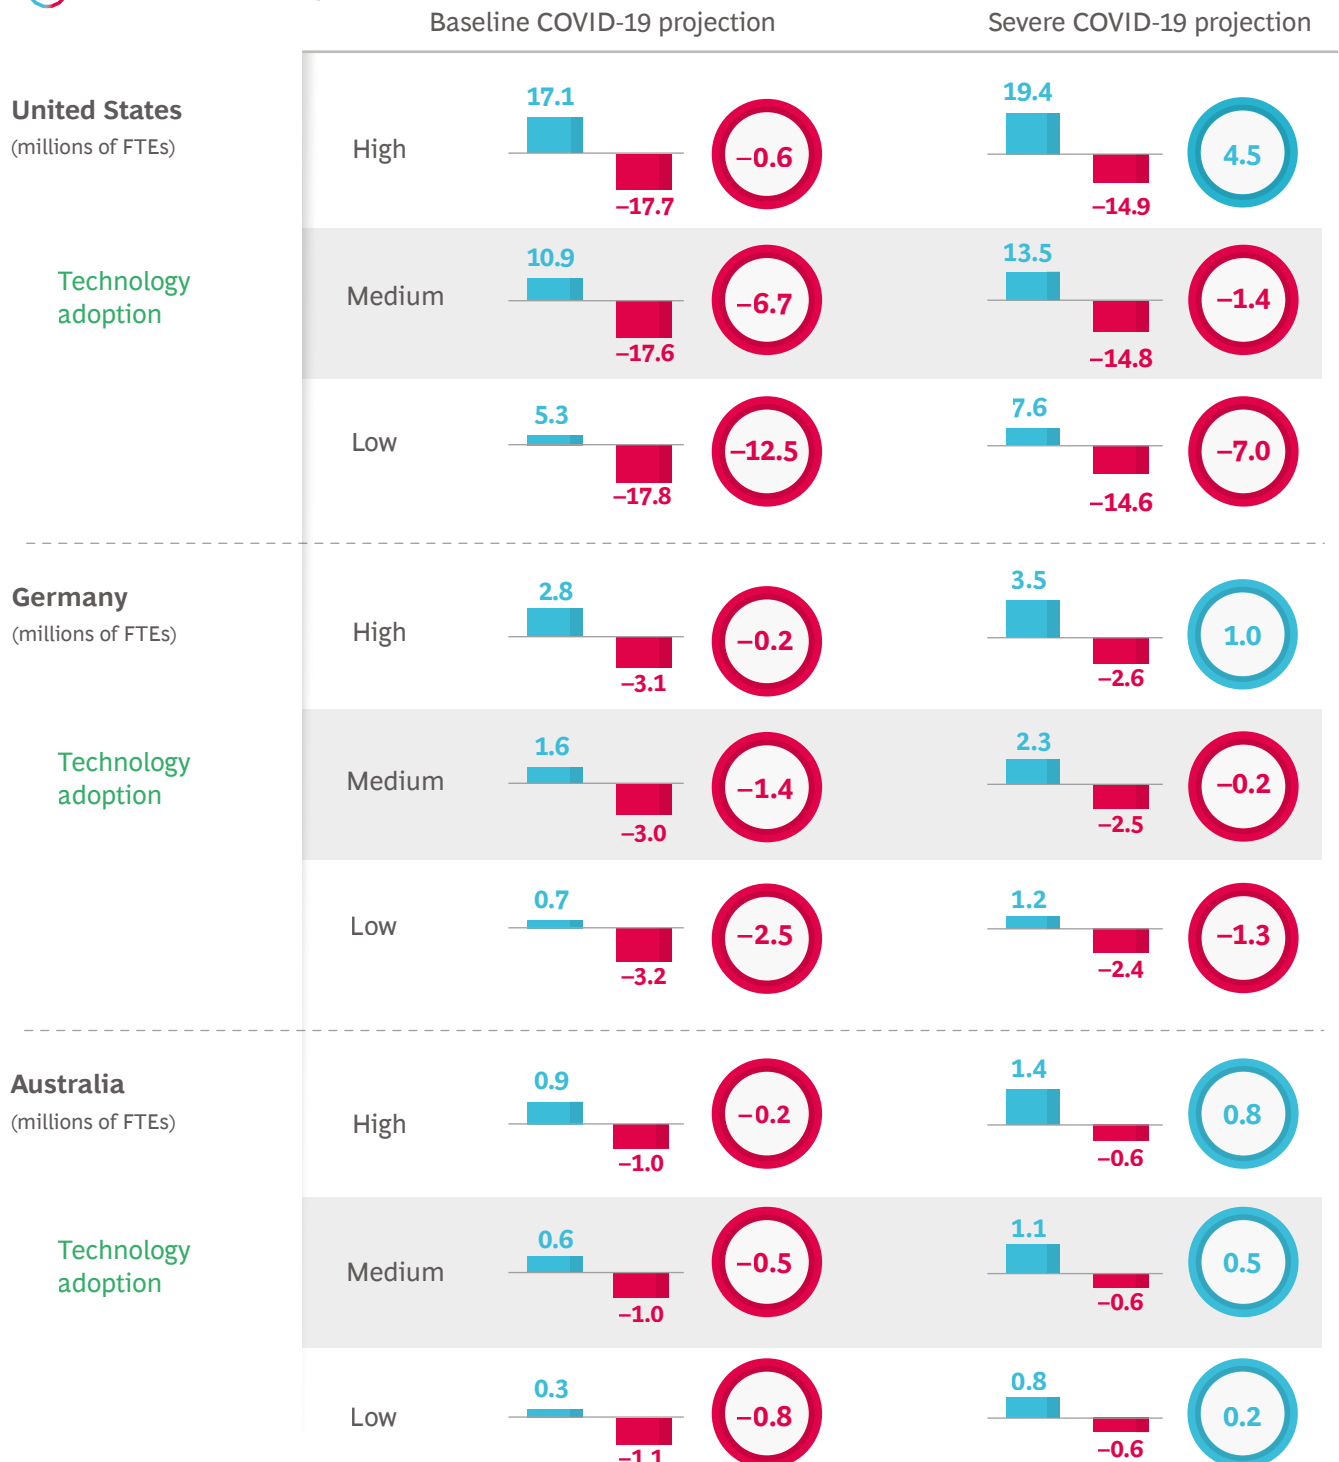 Baseline COVID-19 projection Severe COVID-19 projection
United States
(millions of FTEs)
High 17.1 –17.7 –0.6 19.4 –14.9 4.5
Technology
adoption
Medium 10.9 –17.6 –6.7 13.5 –14.8 –1.4
Low 5.3 –17.8 –12.5 7.6 –14.6 –7.0
Germany
(millions of FTEs)
High 2.8 –3.1 –0.2 3.5 –2.6 1.0
Technology
adoption
Medium 1.6 –3.0 –1.4 2.3 –2.5 –0.2
Low 0.7 –3.2 –2.5 1.2 –2.4 –1.3
Australia
(millions of FTEs)
High 0.9 –1.0 –0.2 1.4 –0.6 0.8
Technology
adoption
Medium 0.6 –1.0 –0.5 1.1 –0.6 0.5
Low 0.3 –1.1 –0.8 0.8 –0.6 0.2